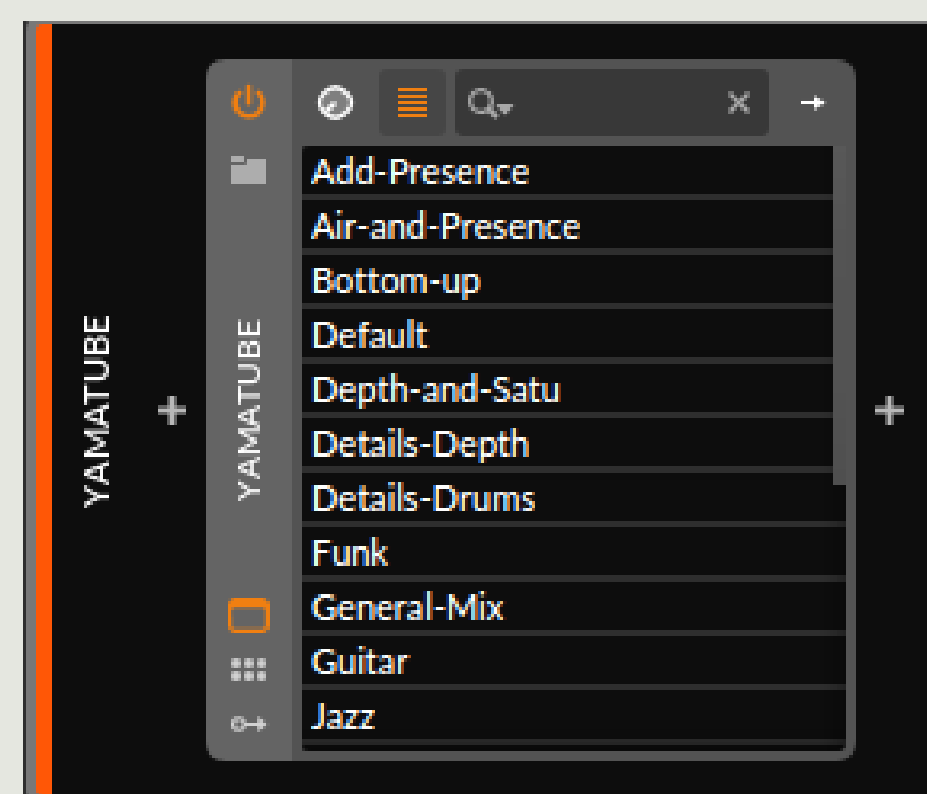 YAMATUBE
YAMATUBE
Add-Presence
Air-and-Presence
Bottom-up
Default
Depth-and-Satu
Details-Depth
Details-Drums
Funk
General-Mix
Guitar
Jazz